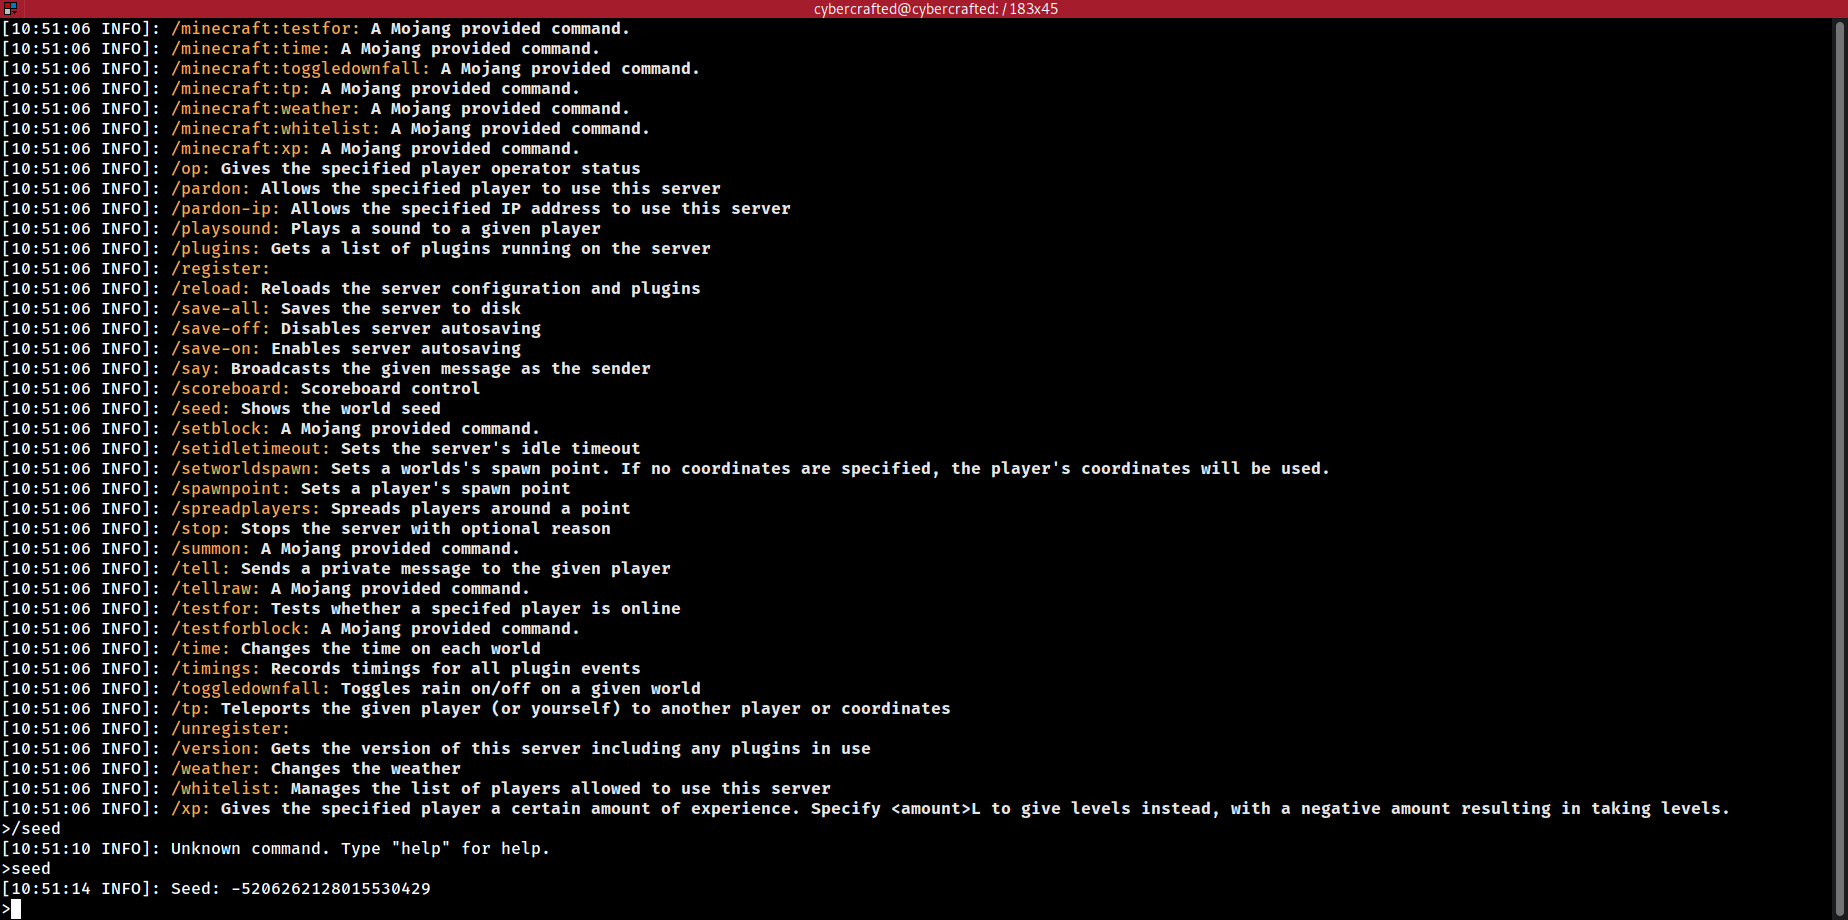 cybercrafted@cybercrafted: / 183x45
[10:51:06 INFO]: /minecraft:testfor: A Mojang provided command.
[10:51:06 INFO]: /minecraft:time: A Mojang provided command.
[10:51:06 INFO]: /minecraft:toggledownfall: A Mojang provided command.
[10:51:06 INFO]: /minecraft:tp: A Mojang provided command.
[10:51:06 INFO]: /minecraft:weather: A Mojang provided command.
[10:51:06 INFO]: /minecraft:whitelist: A Mojang provided command.
[10:51:06 INFO]: /minecraft:xp: A Mojang provided command.
[10:51:06 INFO]: /op: Gives the specified player operator status
[10:51:06 INFO]: /pardon: Allows the specified player to use this server
[10:51:06 INFO]: /pardon-ip: Allows the specified IP address to use this server
[10:51:06 INFO]: /playsound: Plays a sound to a given player
[10:51:06 INFO]: /plugins: Gets a list of plugins running on the server
[10:51:06 INFO]: /register:
[10:51:06 INFO]: /reload: Reloads the server configuration and plugins
[10:51:06 INFO]: /save-all: Saves the server to disk
[10:51:06 INFO]: /save-off: Disables server autosaving
[10:51:06 INFO]: /save-on: Enables server autosaving
[10:51:06 INFO]: /say: Broadcasts the given message as the sender
[10:51:06 INFO]: /scoreboard: Scoreboard control
[10:51:06 INFO]: /seed: Shows the world seed
[10:51:06 INFO]: /setblock: A Mojang provided command.
[10:51:06 INFO]: /setidletimeout: Sets the server's idle timeout
[10:51:06 INFO]: /setworldspawn: Sets a worlds's spawn point. If no coordinates are specified, the player's coordinates will be used.
[10:51:06 INFO]: /spawnpoint: Sets a player's spawn point
[10:51:06 INFO]: /spreadplayers: Spreads players around a point
[10:51:06 INFO]: /stop: Stops the server with optional reason
[10:51:06 INFO]: /summon: A Mojang provided command.
[10:51:06 INFO]: /tell: Sends a private message to the given player
[10:51:06 INFO]: /tellraw: A Mojang provided command.
[10:51:06 INFO]: /testfor: Tests whether a specifed player is online
[10:51:06 INFO]: /testforblock: A Mojang provided command.
[10:51:06 INFO]: /time: Changes the time on each world
[10:51:06 INFO]: /timings: Records timings for all plugin events
[10:51:06 INFO]: /toggledownfall: Toggles rain on/off on a given world
[10:51:06 INFO]: /tp: Teleports the given player (or yourself) to another player or coordinates
[10:51:06 INFO]: /unregister:
[10:51:06 INFO]: /version: Gets the version of this server including any plugins in use
[10:51:06 INFO]: /weather: Changes the weather
[10:51:06 INFO]: /whitelist: Manages the list of players allowed to use this server
[10:51:06 INFO]: /xp: Gives the specified player a certain amount of experience. Specify <amount>L to give levels instead, with a negative amount resulting in taking levels.
>/seed
[10:51:10 INFO]: Unknown command. Type "help" for help.
>seed
[10:51:14 INFO]: Seed: -5206262128015530429
>